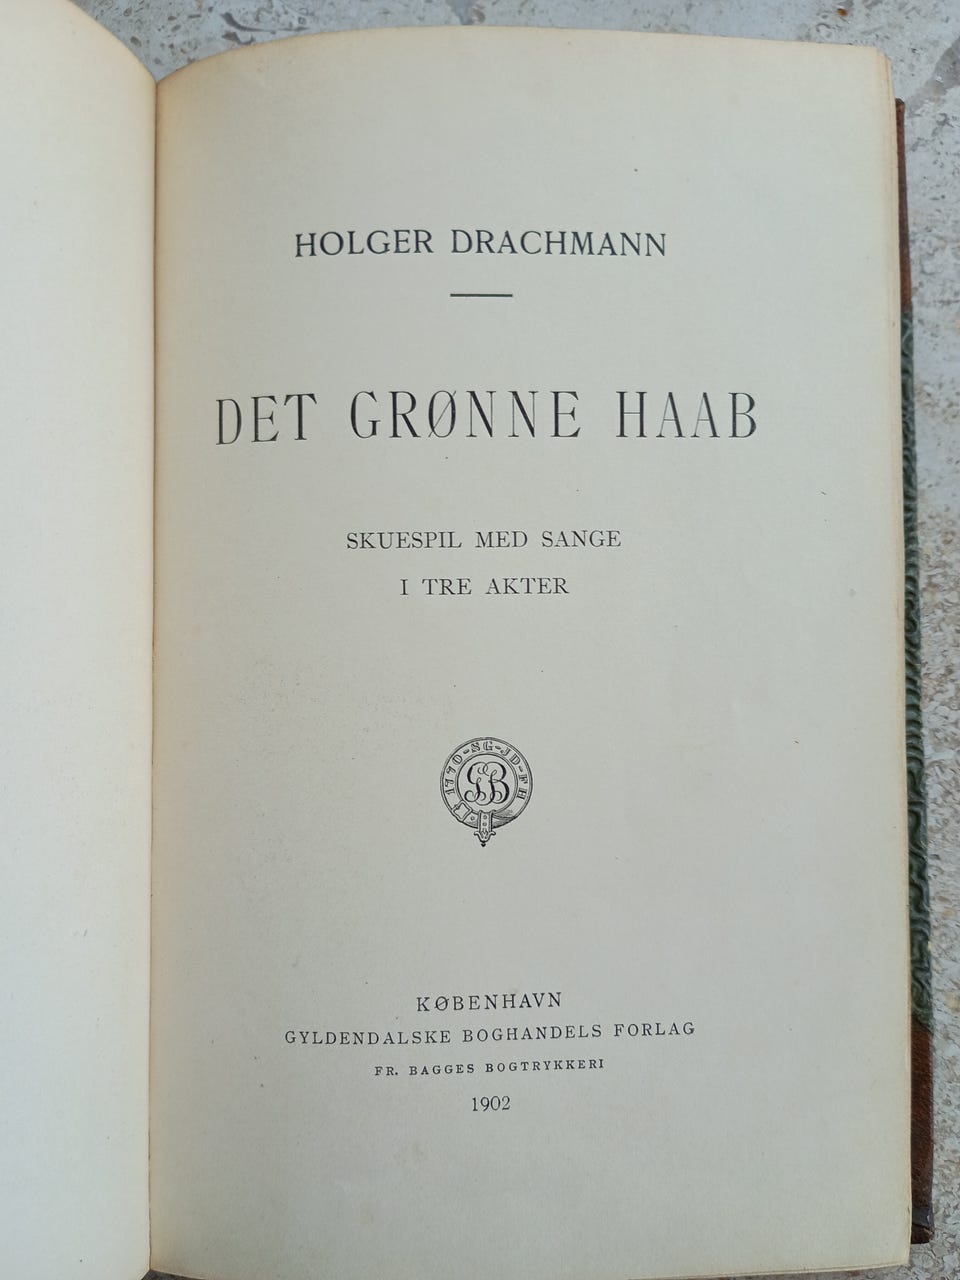 HOLGER DRACHMANN
DET GRØNNE HAAB
SKUESPIL MED SANGE
I TRE AKTER
1770-SG-JD-FH
GB
KØBENHAVN
GYLDENDALSKE BOGHANDELS FORLAG
FR. BAGGES BOGTRYKKERI
1902